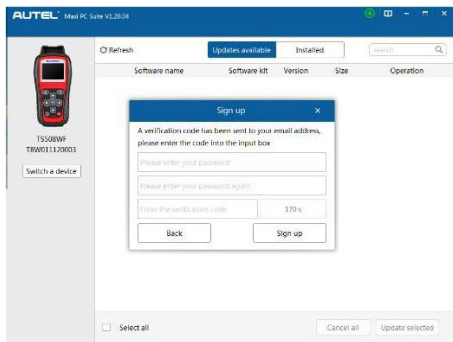 AUTEL Maxi PC Suite V1.29.04
Refresh
Updates available
Installed
search
Software name Software kit Version Size Operation
TS508WF
TBW011120003
Switch a device
Sign up
A verification code has been sent to your email address,
please enter the code into the input box
Please enter your password
Please enter your password again
Enter the verification code
170 s
Back
Sign up
Select all
Cancel all
Update selected